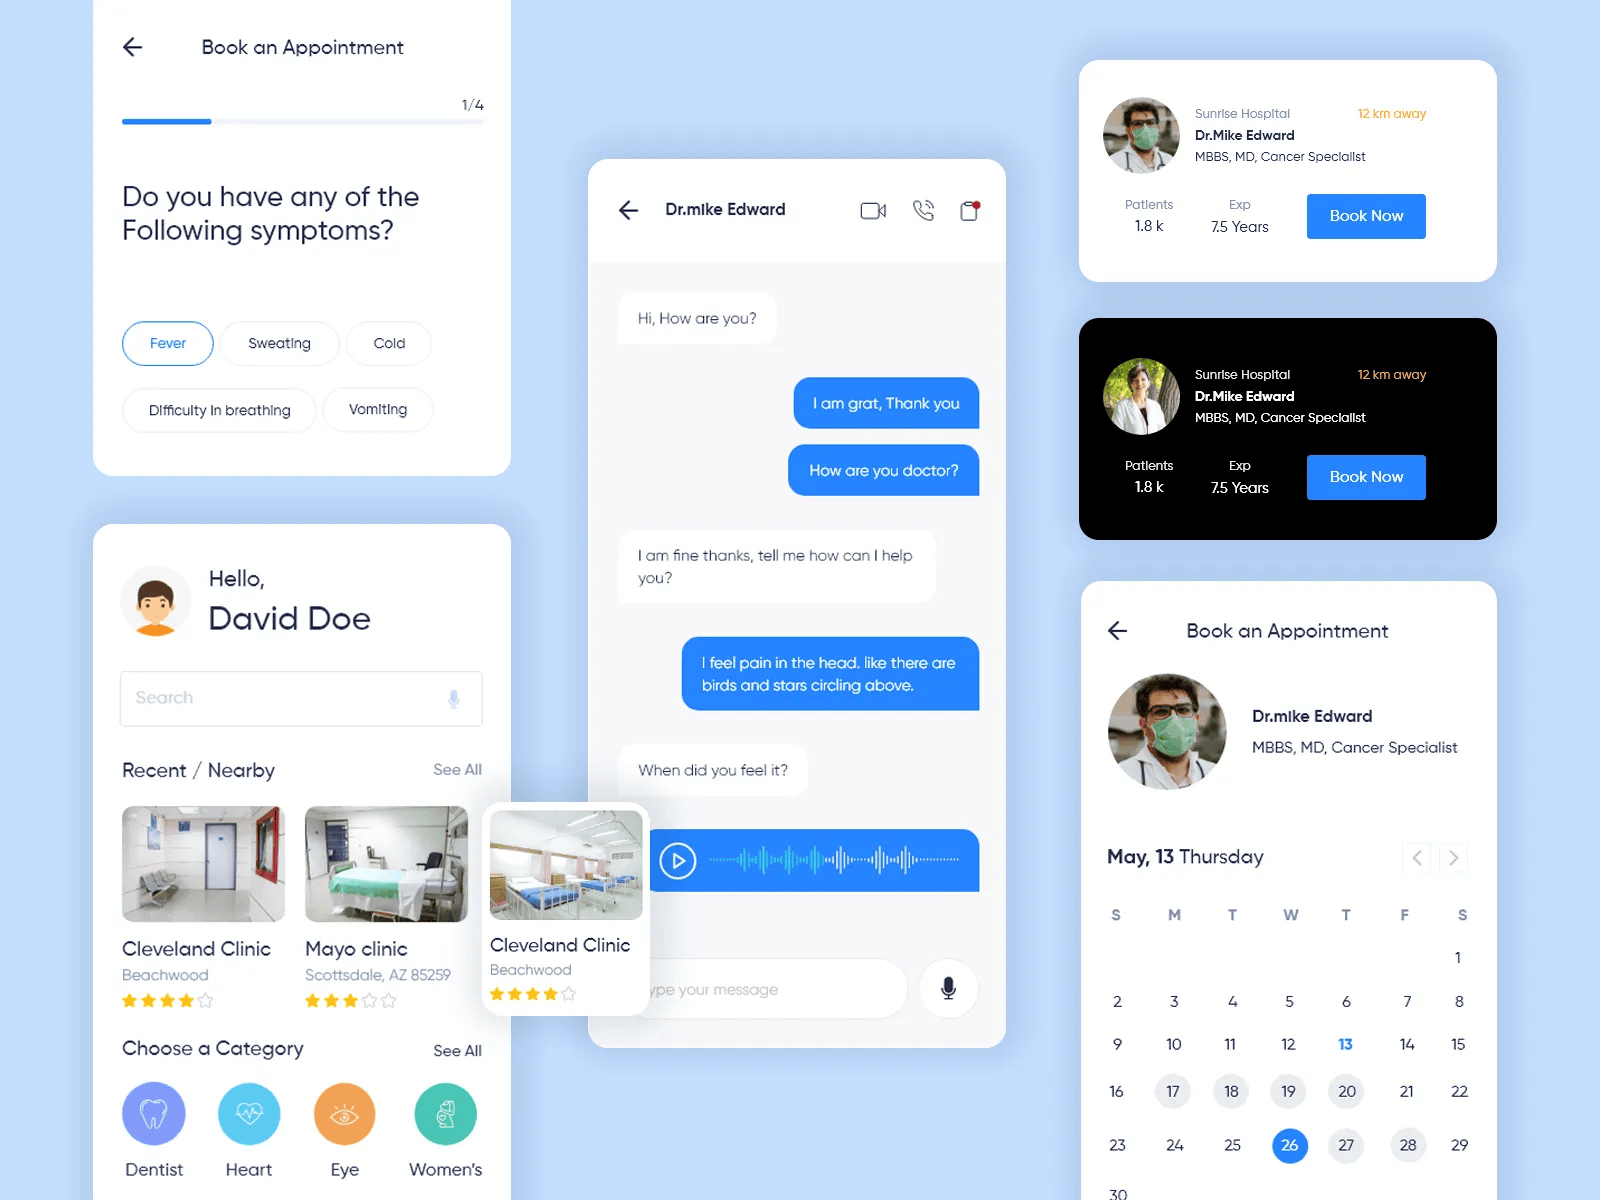 Book an Appointment
1/4
Do you have any of the
Following symptoms?
Fever
Sweating
Cold
Difficulty in breathing
Vomiting
Hello,
David Doe
Search
Recent / Nearby
See All
Cleveland Clinic
Beachwood
Mayo clinic
Scottsdale, AZ 85259
Cleveland Clinic
Beachwood
Choose a Category
See All
Dentist
Heart
Eye
Women's
Dr.mike Edward
Hi, How are you?
I am grat, Thank you
How are you doctor?
I am fine thanks, tell me how can I help
you?
I feel pain in the head. like there are
birds and stars circling above.
When did you feel it?
ype your message
Sunrise Hospital
12 km away
Dr.Mike Edward
MBBS, MD, Cancer Specialist
Patients
Exp
1.8 k
7.5 Years
Book Now
Sunrise Hospital
12 km away
Dr.Mike Edward
MBBS, MD, Cancer Specialist
Patients
Exp
1.8 k
7.5 Years
Book Now
Book an Appointment
Dr.mike Edward
MBBS, MD, Cancer Specialist
May, 13 Thursday
S M T W T F S
1
2 3 4 5 6 7 8
9 10 11 12 13 14 15
16 17 18 19 20 21 22
23 24 25 26 27 28 29
30